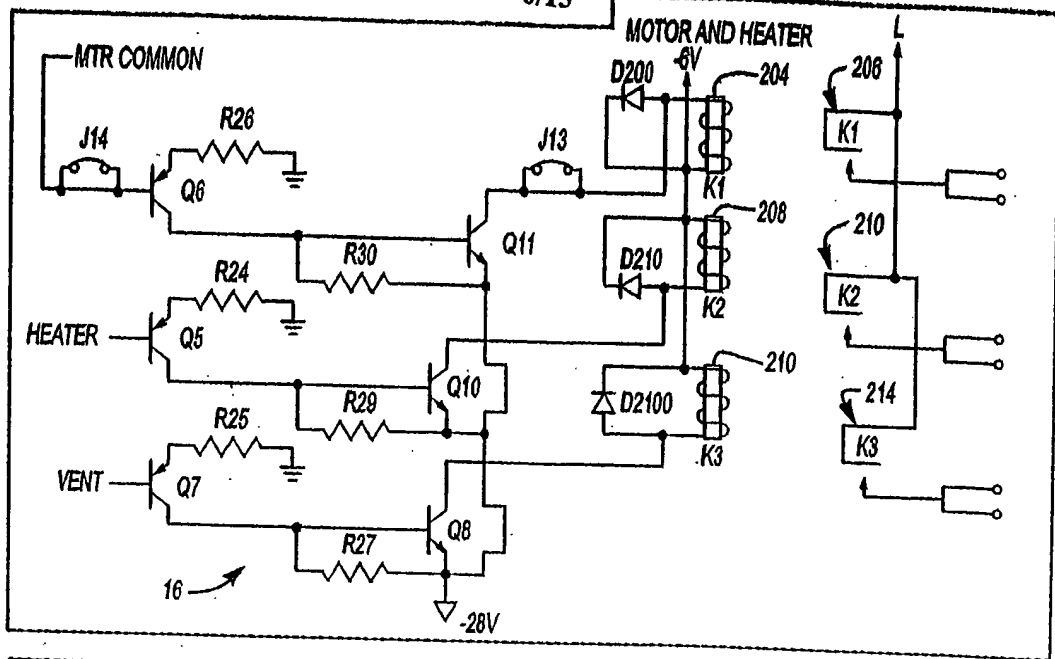 MOTOR AND HEATER
L
MTR COMMON
-6V
D200
204
206
R26
K1
J14
J13
Q6
K1
208
210
Q11
R30
D210
R24
K2
K2
HEATER
Q5
210
Q10
214
R29
D2100
R25
K3
K3
VENT
Q7
Q8
R27
16
-28V